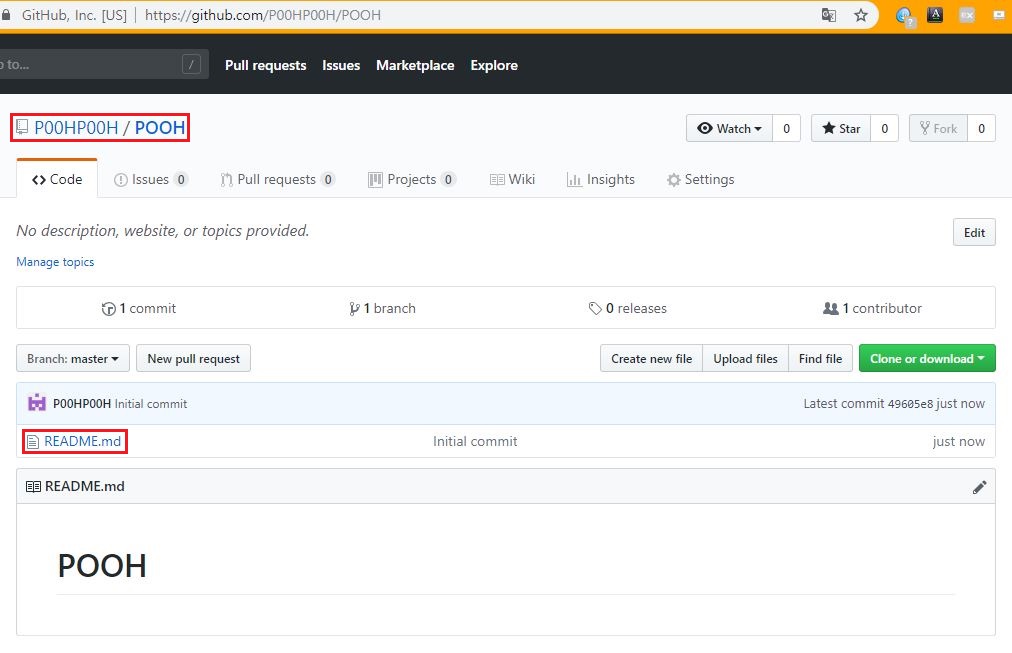 GitHub, Inc. [US] https://github.com/P00HP00H/POOH
to... / Pull requests Issues Marketplace Explore
P00HP00H / POOH Watch 0 Star 0 Fork 0
<> Code Issues 0 Pull requests 0 Projects 0 Wiki Insights Settings
No description, website, or topics provided. Edit
Manage topics
1 commit 1 branch 0 releases 1 contributor
Branch: master New pull request Create new file Upload files Find file Clone or download
P00HP00H Initial commit Latest commit 49605e8 just now
README.md Initial commit just now
README.md
POOH